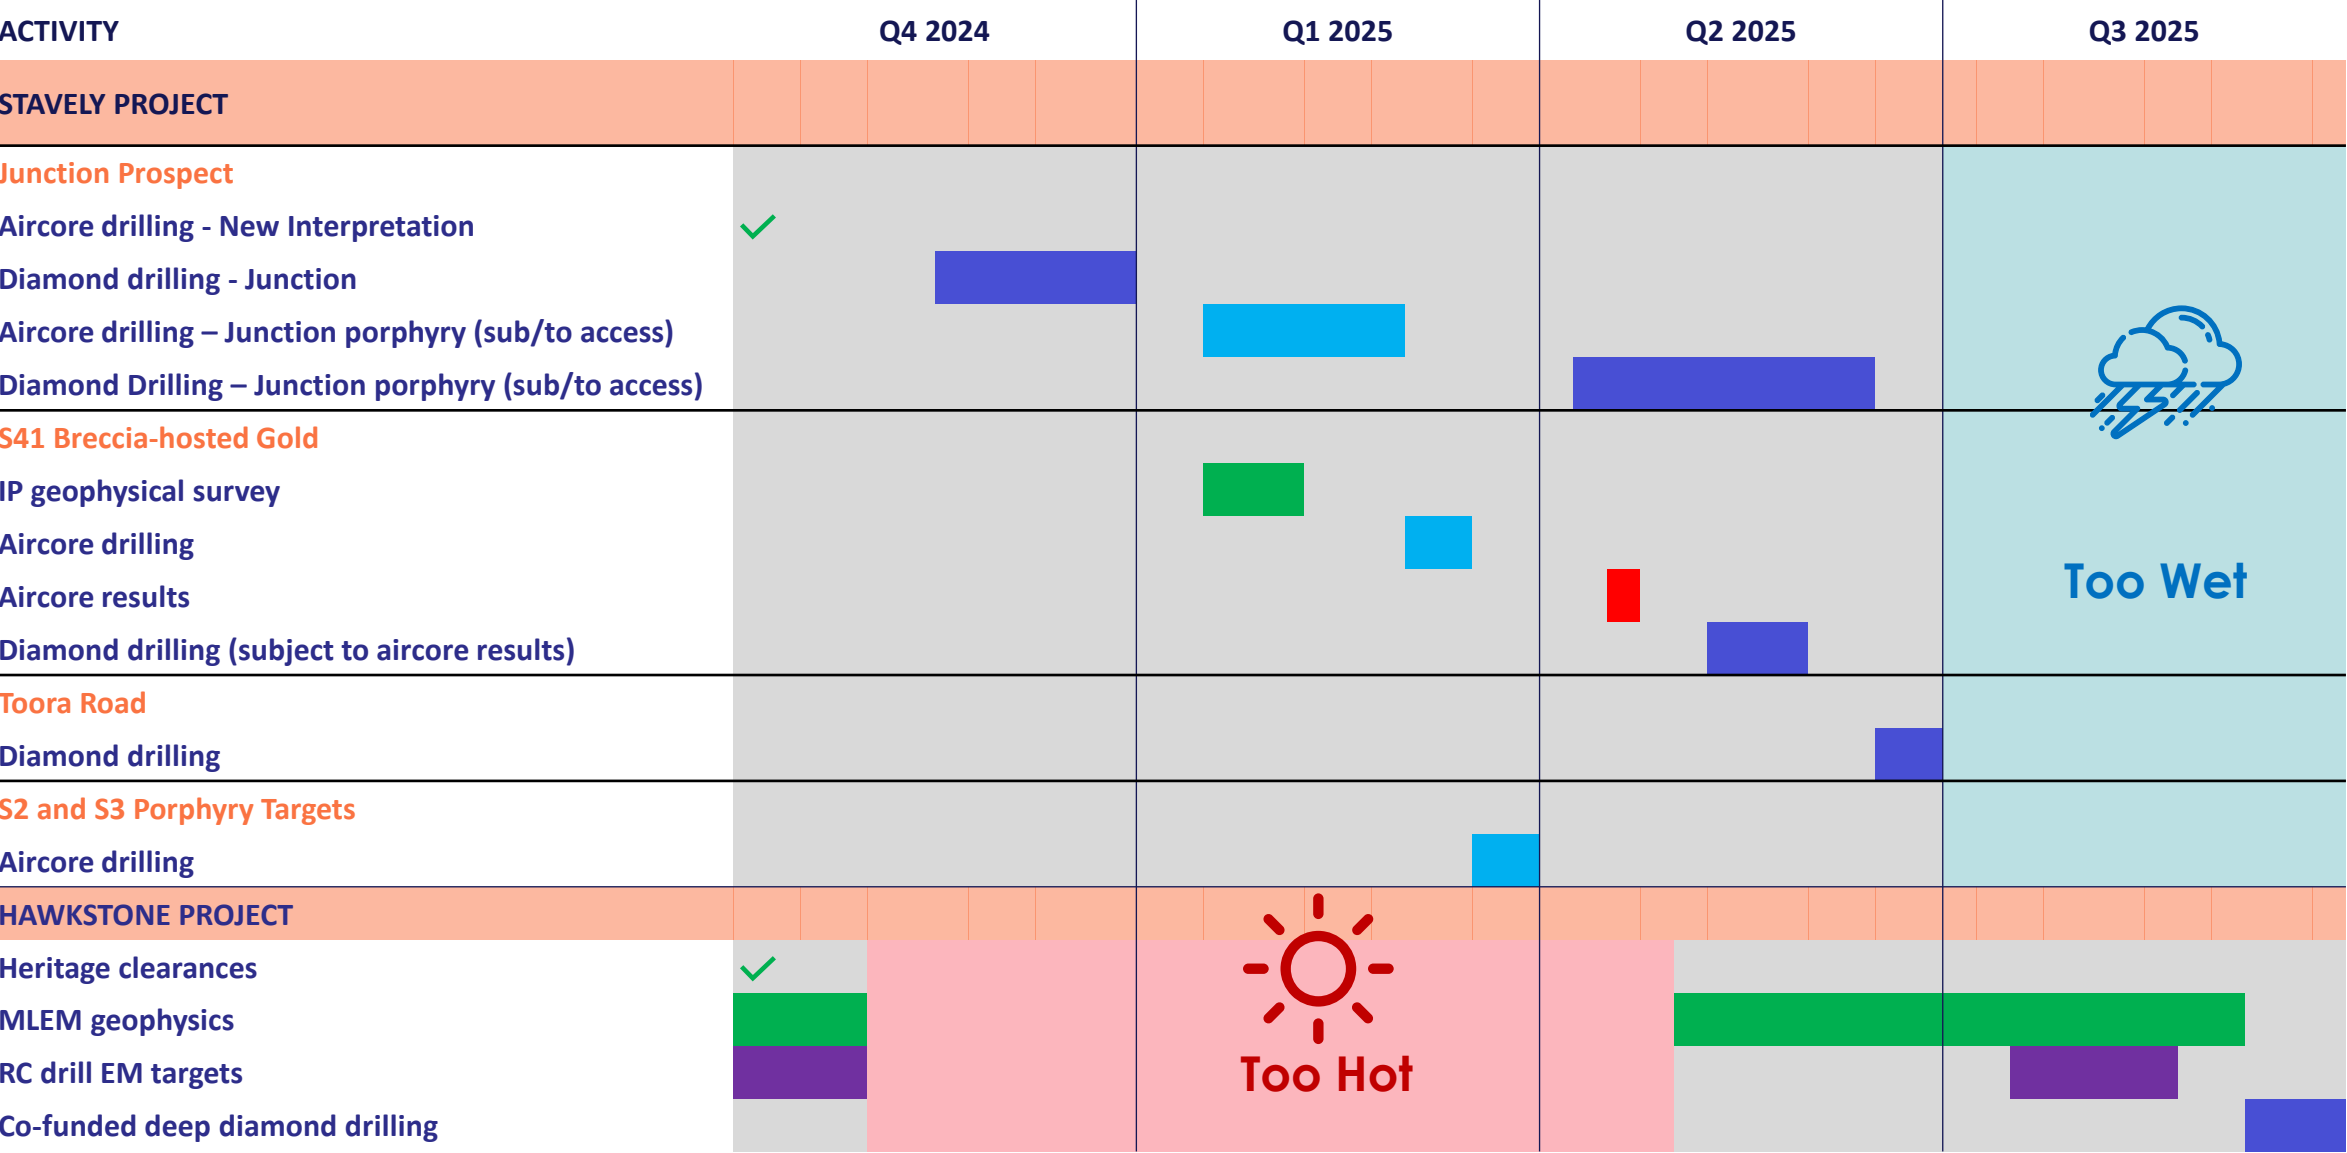 ACTIVITY Q4 2024 Q1 2025 Q2 2025 Q3 2025
STAVELY PROJECT
Junction Prospect
Aircore drilling - New Interpretation
Diamond drilling - Junction
Aircore drilling – Junction porphyry (sub/to access)
Diamond Drilling – Junction porphyry (sub/to access)
S41 Breccia-hosted Gold
IP geophysical survey
Aircore drilling
Too Wet
Aircore results
Diamond drilling (subject to aircore results)
Toora Road
Diamond drilling
S2 and S3 Porphyry Targets
Aircore drilling
HAWKSTONE PROJECT
Heritage clearances
MLEM geophysics
RC drill EM targets
Too Hot
Co-funded deep diamond drilling